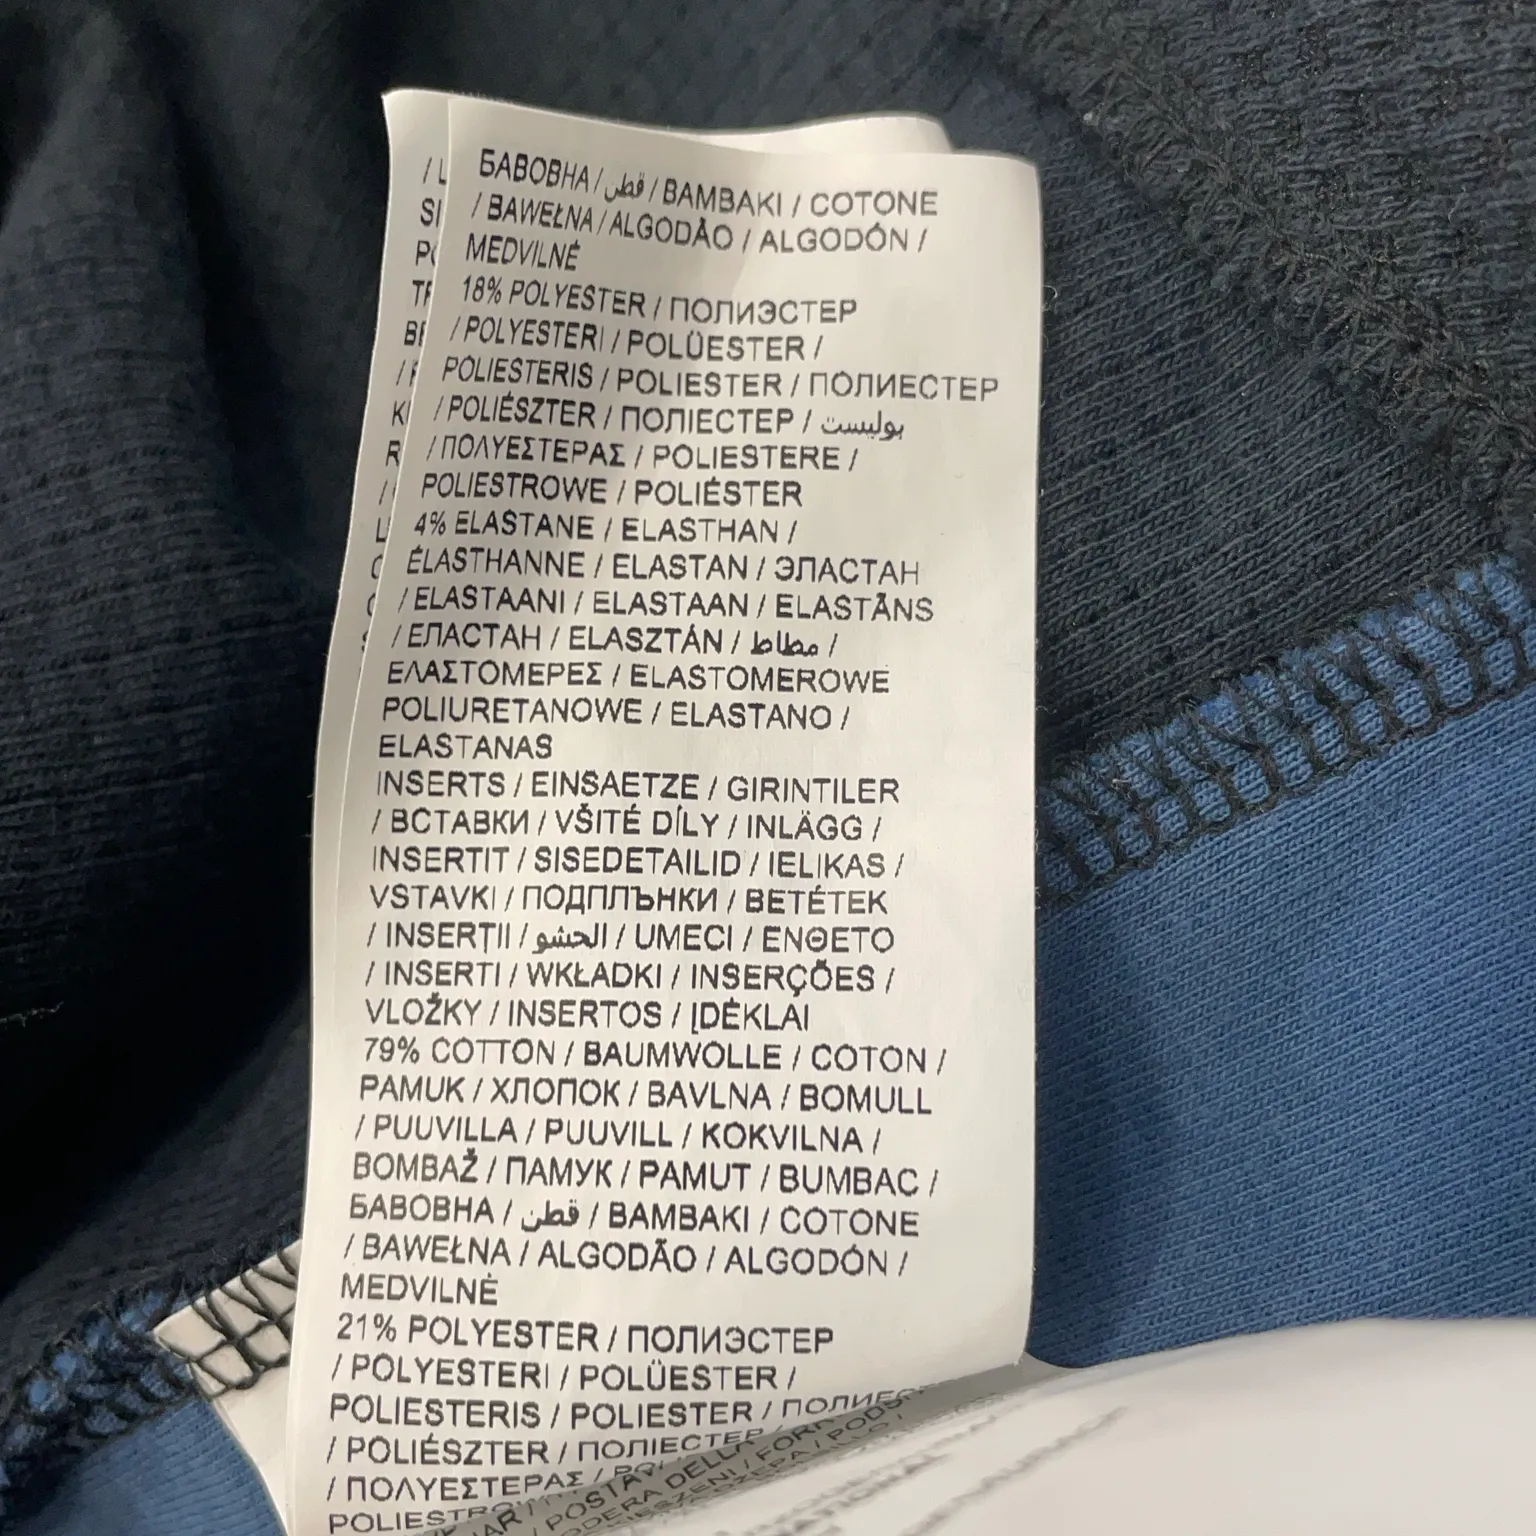 БАВОВНА / قطن / BAMBAKI / COTONE
/ BAWEŁNA / ALGODÃO / ALGODÓN /
MEDVILNĖ
18% POLYESTER / ПОЛИЭСТЕР
/ POLYESTERI / POLÜESTER /
POLIESTERIS / POLIESTER / ПОЛИЕСТЕР
/ POLIÉSZTER / ПОЛІЕСТЕР / بوليست
/ ΠΟΛΥΕΣΤΕΡΑΣ / POLIESTERE /
POLIESTROWE / POLIÉSTER
4% ELASTANE / ELASTHAN /
ÉLASTHANNE / ELASTAN / ЭЛАСТАН
/ ELASTAANI / ELASTAAN / ELASTĀNS
/ ЕЛАСТАН / ELASZTÁN / مطاط /
ΕΛΑΣΤΟΜΕΡΕΣ / ELASTOMEROWE
POLIURETANOWE / ELASTANO /
ELASTANAS
INSERTS / EINSAETZE / GIRINTILER
/ ВСТАВКИ / VŠITÉ DÍLY / INLÄGG /
INSERTIT / SISEDETAILID / IELIKAS /
VSTAVKI / ПОДПЛЪНКИ / BETÉTEK
/ INSERȚII / الحشو / UMECI / ΕΝΘΕΤΟ
/ INSERTI / WKŁADKI / INSERÇÕES /
VLOŽKY / INSERTOS / ĮDĖKLAI
79% COTTON / BAUMWOLLE / COTON /
PAMUK / ХЛОПОК / BAVLNA / BOMULL
/ PUUVILLA / PUUVILL / KOKVILNA /
BOMBAŽ / ПАМУК / PAMUT / BUMBAC /
БАВОВНА / قطن / BAMBAKI / COTONE
/ BAWEŁNA / ALGODÃO / ALGODÓN /
MEDVILNĖ
21% POLYESTER / ПОЛИЭСТЕР
/ POLYESTERI / POLÜESTER /
POLIESTERIS / POLIESTER /
/ POLIÉSZTER / ПОЛІЕСТЕР
/ ΠΟΛΥΕΣΤΕΡΑΣ /